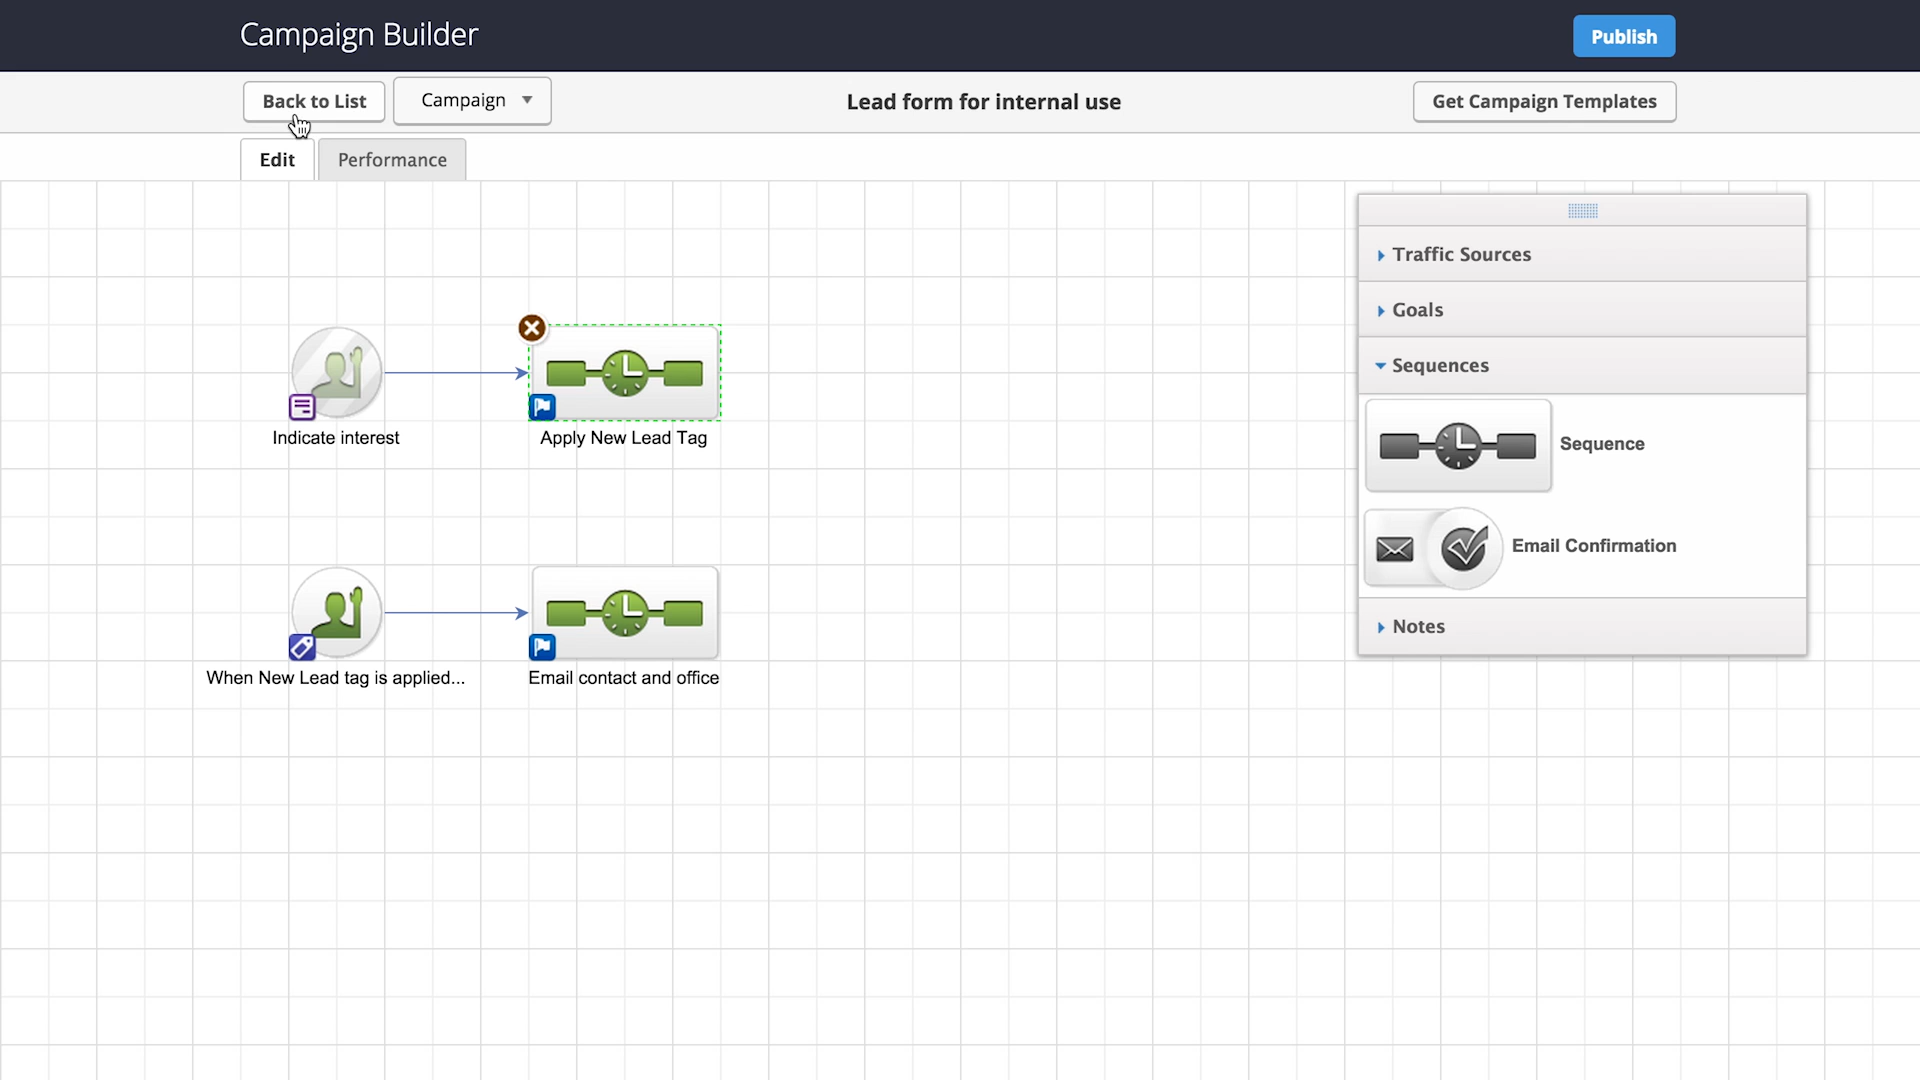 Campaign Builder
Publish
Back to List
Campaign
Lead form for internal use
Get Campaign Templates
Edit
Performance
Traffic Sources
Goals
Sequences
Sequence
Email Confirmation
Notes
Indicate interest
Apply New Lead Tag
When New Lead tag is applied...
Email contact and office